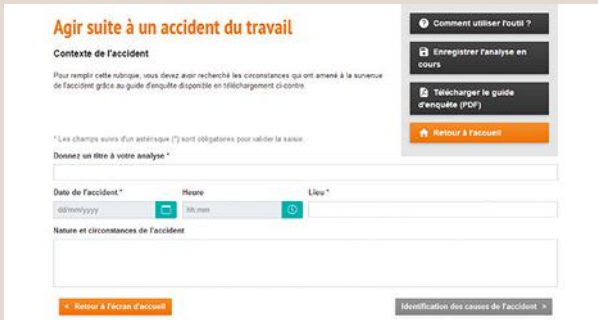 Agir suite à un accident du travail
Contexte de l'accident
Pour remplir cette rubrique, vous devez avoir recherché les circonstances qui ont amené à la survenue
de l'accident grâce au guide d'enquête disponible en téléchargement ci-contre.
Comment utiliser l'outil ?
Enregistrer l'analyse en
cours
Télécharger le guide
d'enquête (PDF)
Retour à l'accueil
* Les champs suivis d'un astérisque (*) sont obligatoires pour valider la saisie.
Donnez un titre à votre analyse *
Date de l'accident * Heure Lieu *
dd/mm/yyyy hh:mm
Nature et circonstances de l'accident
< Retour à l'écran d'accueil
Identification des causes de l'accident >